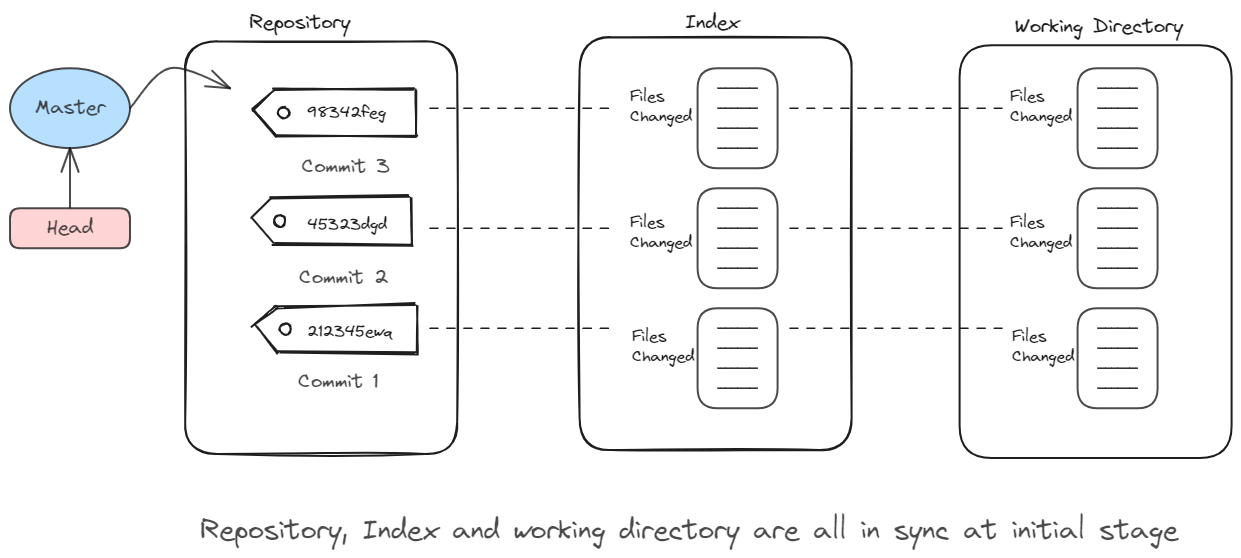 Repository
Index
Working Directory
Master
Head
98342feg
Commit 3
45323dgd
Commit 2
212345ewa
Commit 1
Files
Changed
Files
Changed
Files
Changed
Files
Changed
Files
Changed
Files
Changed
Repository, Index and working directory are all in sync at initial stage